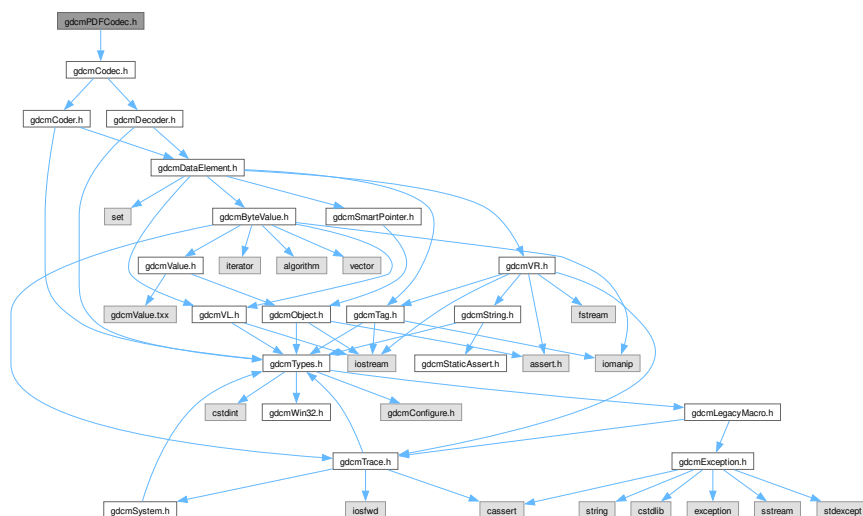 gdcmPDFCodec.h
gdcmCodec.h
gdcmCoder.h
gdcmDecoder.h
gdcmDataElement.h
set
gdcmByteValue.h
gdcmSmartPointer.h
gdcmValue.h
iterator
algorithm
vector
gdcmVR.h
gdcmValue.txx
gdcmVL.h
gdcmObject.h
gdcmTag.h
gdcmString.h
fstream
gdcmTypes.h
iostream
gdcmStaticAssert.h
assert.h
iomanip
cstdint
gdcmWin32.h
gdcmConfigure.h
gdcmLegacyMacro.h
gdcmTrace.h
gdcmException.h
gdcmSystem.h
iosfwd
cassert
string
cstdlib
exception
sstream
stdexcept